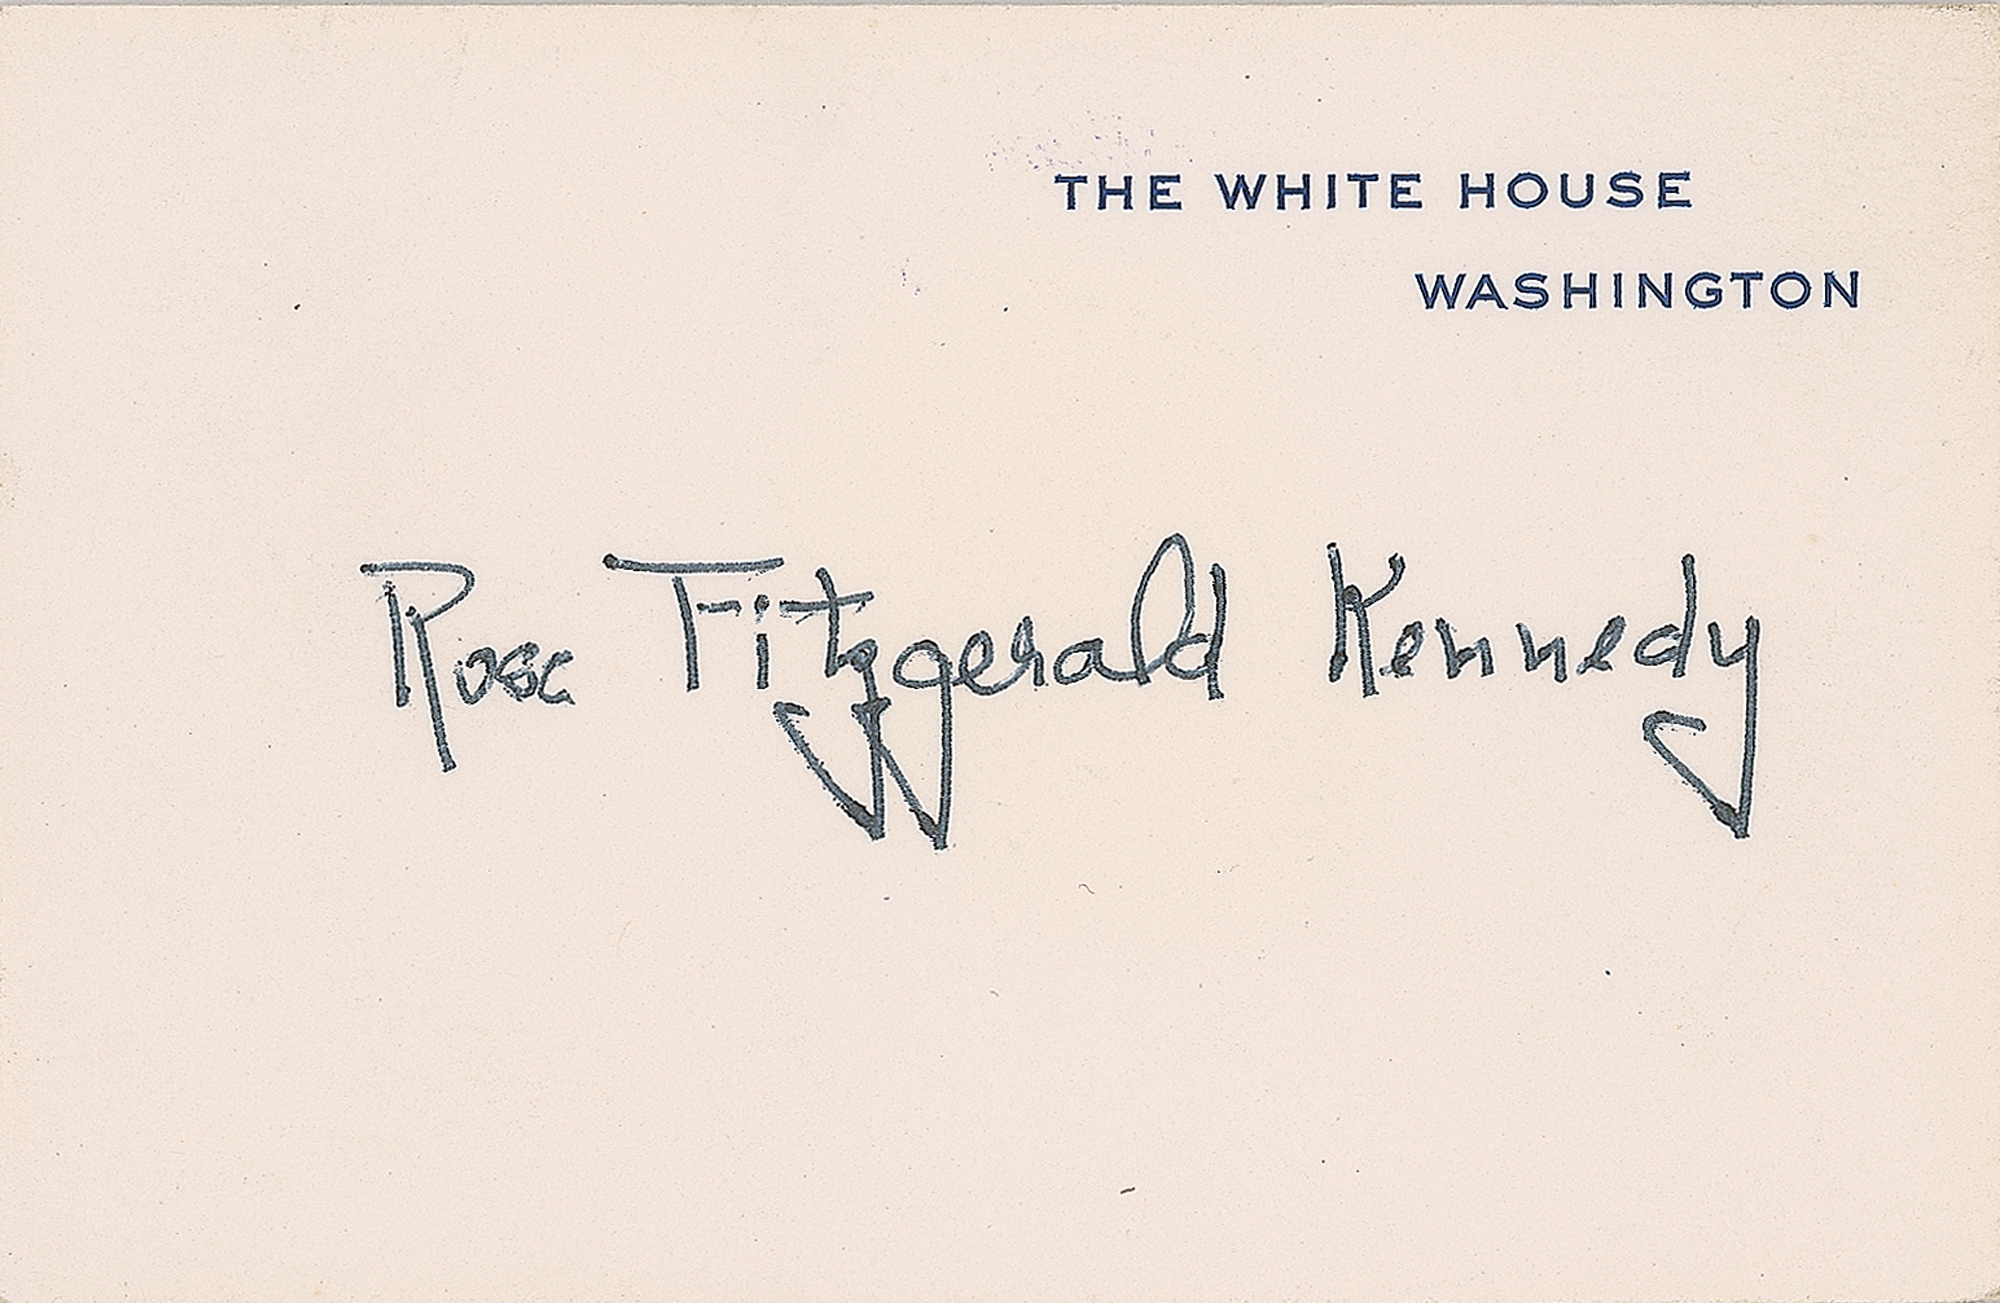 THE WHITE HOUSE
WASHINGTON
Rose Fitzgerald Kennedy